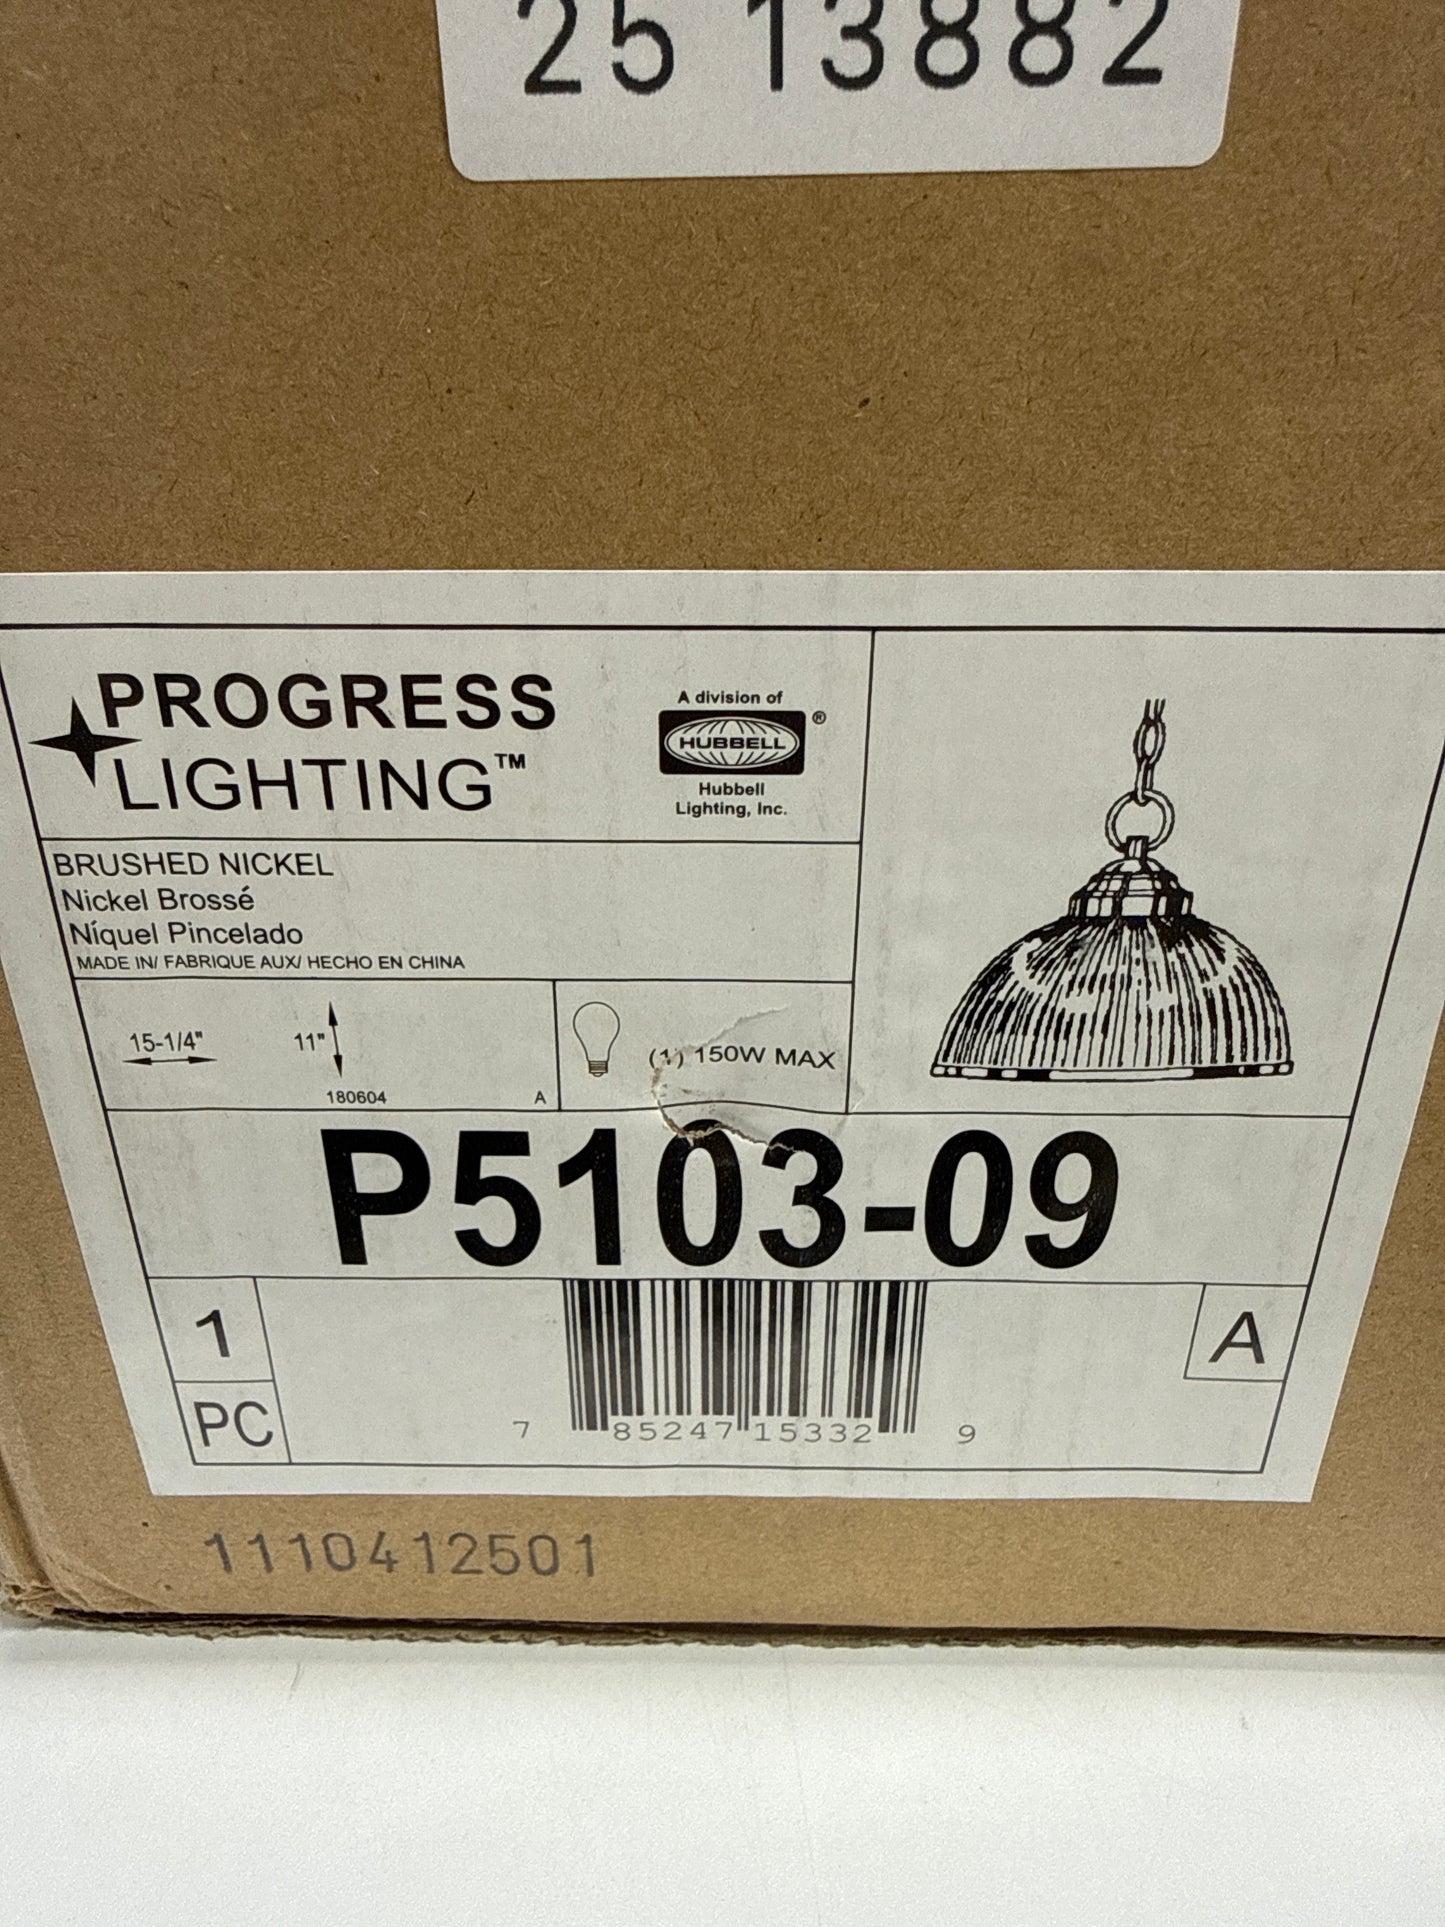 25 13882
PROGRESS
LIGHTING™
A division of
HUBBELL®
Hubbell
Lighting, Inc.
BRUSHED NICKEL
Nickel Brossé
Níquel Pincelado
MADE IN/ FABRIQUE AUX/ HECHO EN CHINA
15-1/4"
11"
180604
A
(1) 150W MAX
P5103-09
1
PC
A
7 85247 15332 9
1110412501